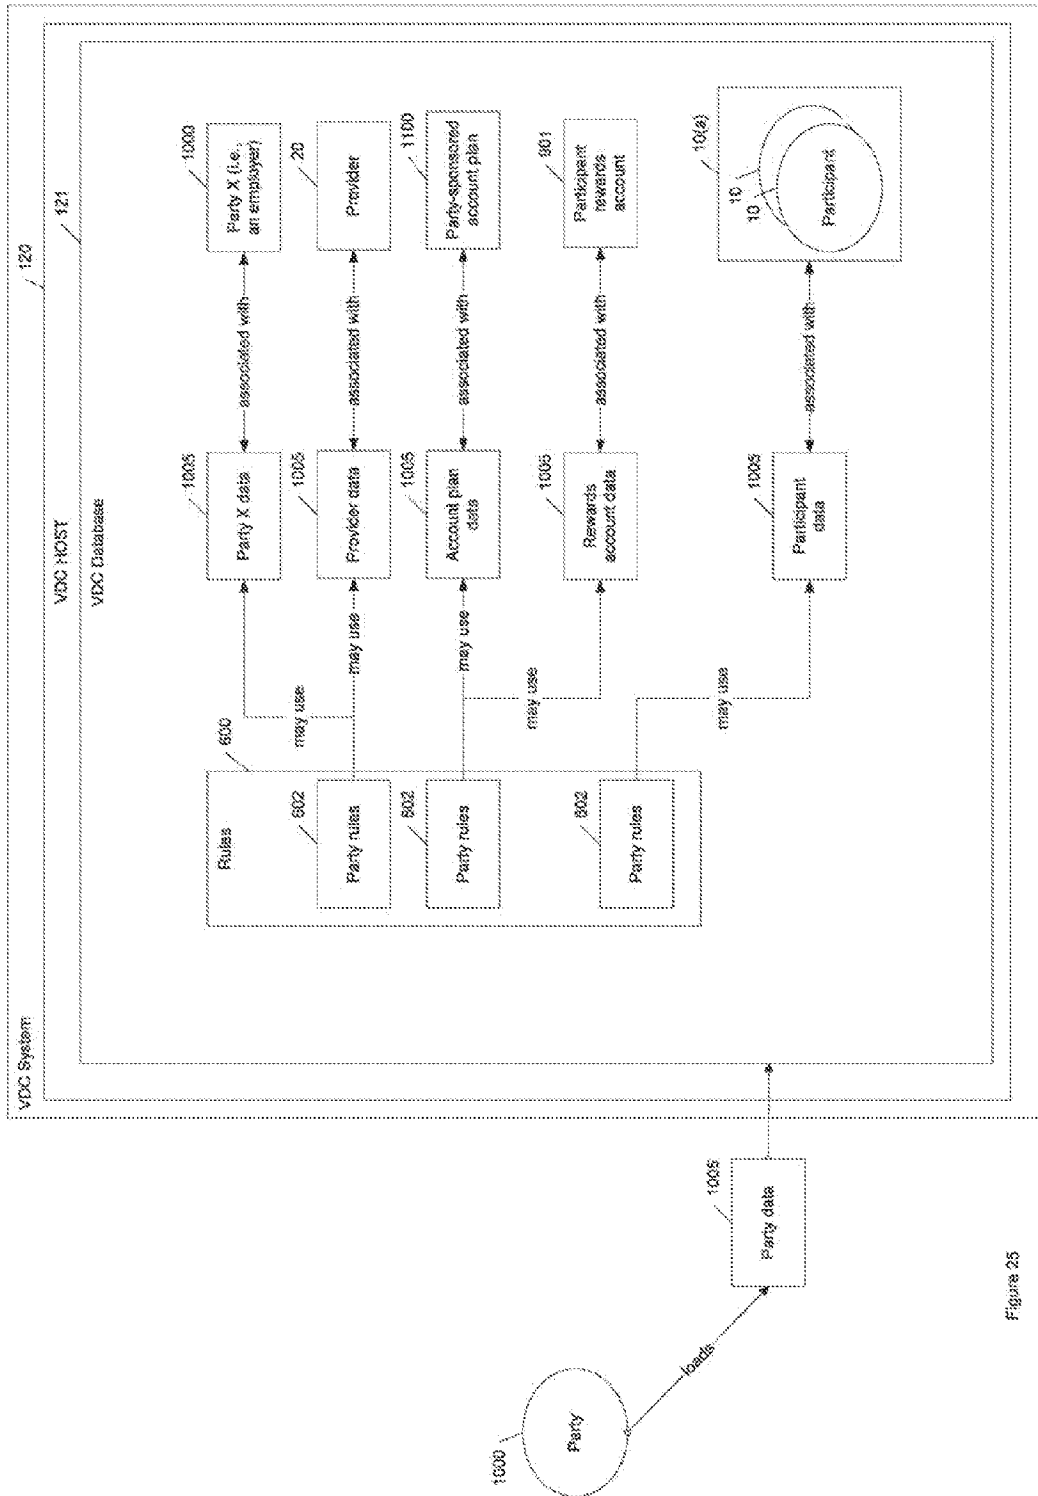 VDC System
120
VDC HOST
121
VDC Database
Rules
600
602
Party rules
602
Party rules
602
Party rules
may use
may use
may use
may use
may use
1005
Party X data
associated with
1000
Party X (i.e.,
an employer)
1005
Provider data
associated with
20
Provider
1005
Account plan
data
associated with
1100
Party-sponsored
account plan
1005
Rewards
account data
associated with
901
Participant
rewards
account
1005
Participant
data
associated with
10(a)
10
10
Participant
1000
Party
loads
1005
Party data
Figure 25